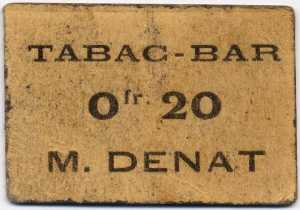 TABAC-BAR
0fr. 20
M. DENAT